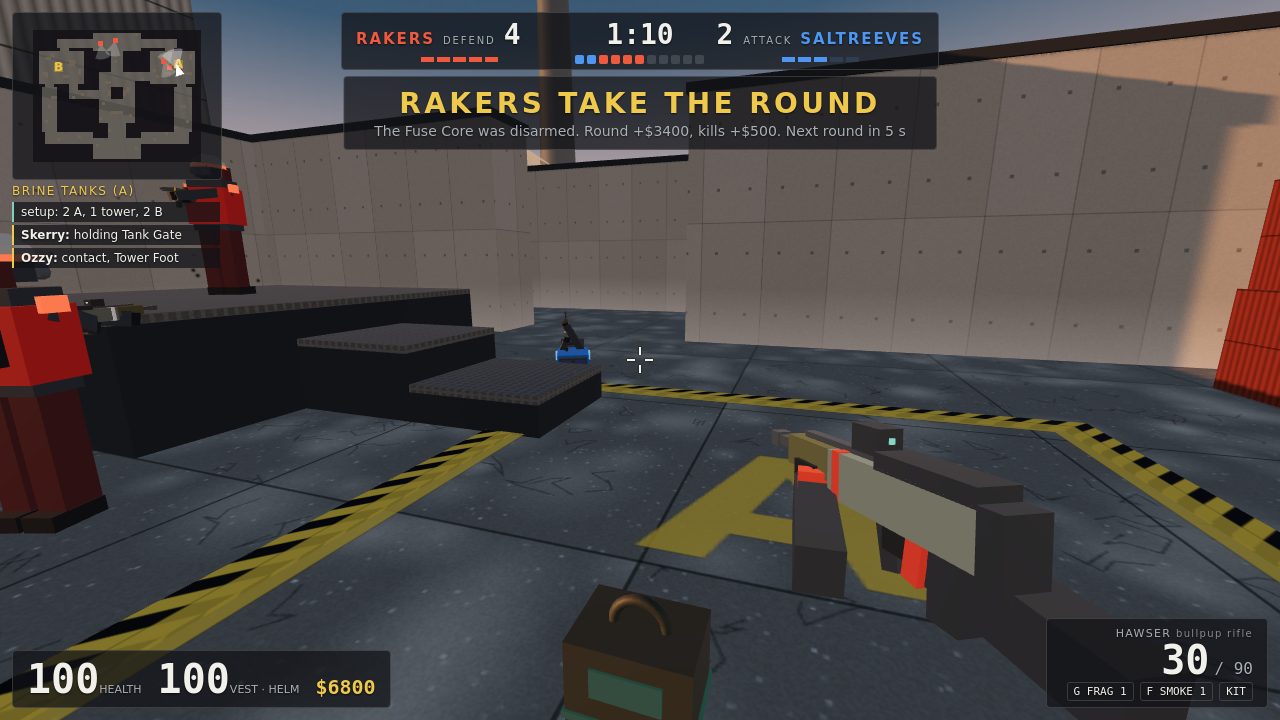 RAKERS DEFEND 4 1:10 2 ATTACK SALTREEVES
RAKERS TAKE THE ROUND
The Fuse Core was disarmed. Round +$3400, kills +$500. Next round in 5 s
B
BRINE TANKS (A)
setup: 2 A, 1 tower, 2 B
Skerry: holding Tank Gate
Ozzy: contact, Tower Foot
A
100 HEALTH 100 VEST · HELM $6800
HAWSER bullpup rifle
30 / 90
G FRAG 1 F SMOKE 1 KIT